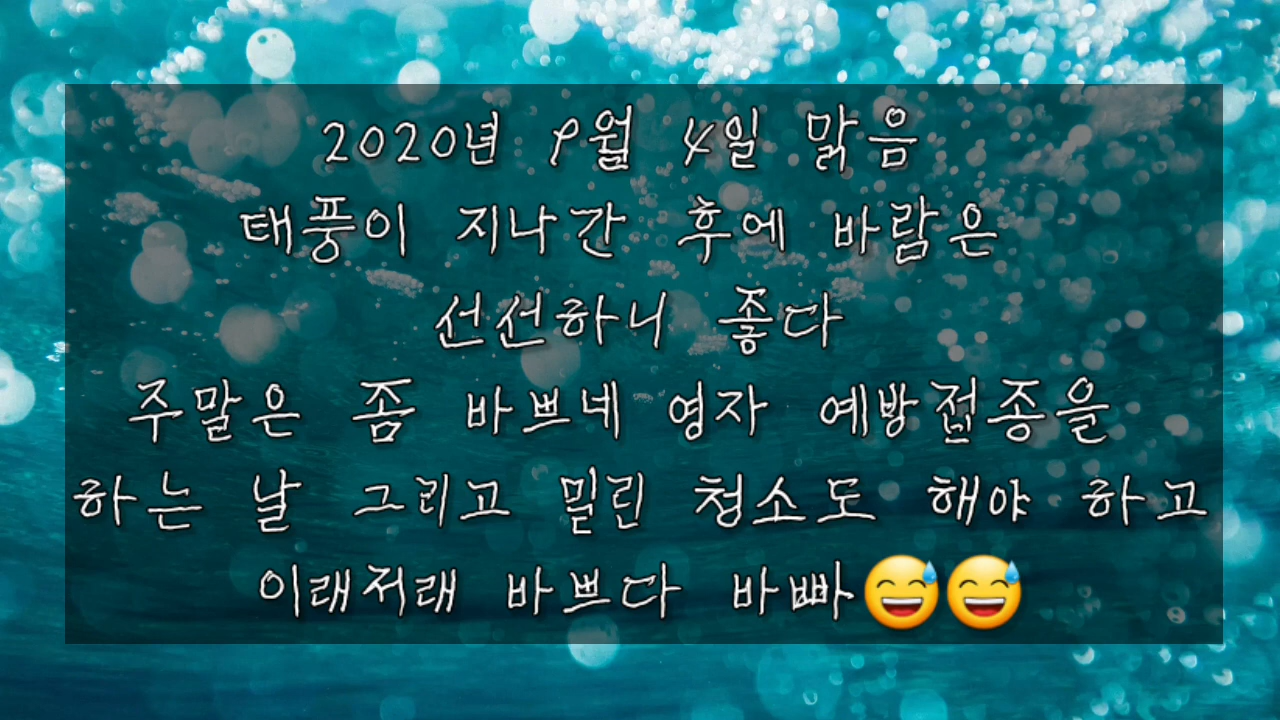 2020년 9월 4일 맑음
태풍이 지나간 후에 바람은
선선하니 좋다
주말은 좀 바쁘네 영자 예방접종을
하는 날 그리고 밀린 청소도 해야 하고
이래저래 바쁘다 바빠😅😅